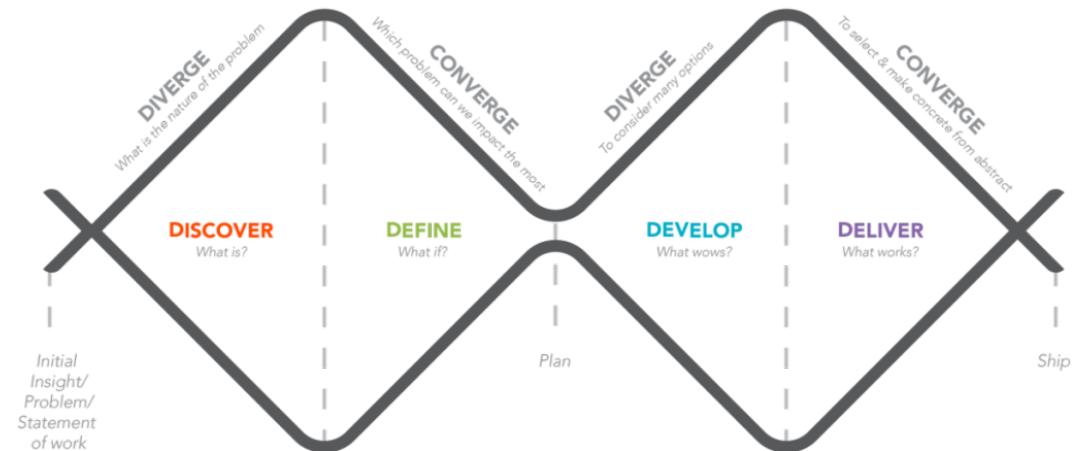 DIVERGE
What is the nature of the problem
CONVERGE
Which problem can we impact the most
DIVERGE
To consider many options
CONVERGE
To select & make concrete from abstract
DISCOVER
What is?
DEFINE
What if?
DEVELOP
What wows?
DELIVER
What works?
Initial
Insight/
Problem/
Statement
of work
Plan
Ship